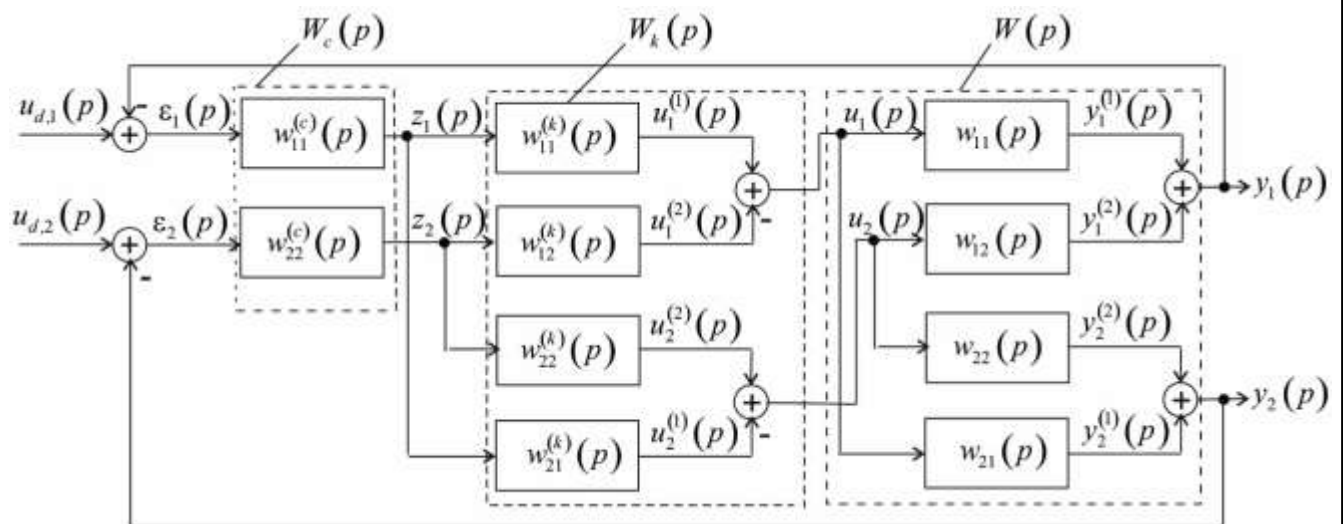 W_c(p) W_k(p) W(p)
u_{d,1}(p) ε_1(p) w_{11}^{(c)}(p) z_1(p) w_{11}^{(k)}(p) u_1^{(1)}(p) u_1(p) w_{11}(p) y_1^{(1)}(p)
- + + - + y_1(p)
u_{d,2}(p) ε_2(p) w_{22}^{(c)}(p) z_2(p) w_{12}^{(k)}(p) u_1^{(2)}(p) u_2(p) w_{12}(p) y_1^{(2)}(p)
+ -
w_{22}^{(k)}(p) u_2^{(2)}(p) w_{22}(p) y_2^{(2)}(p)
+ - + y_2(p)
w_{21}^{(k)}(p) u_2^{(1)}(p) w_{21}(p) y_2^{(1)}(p)